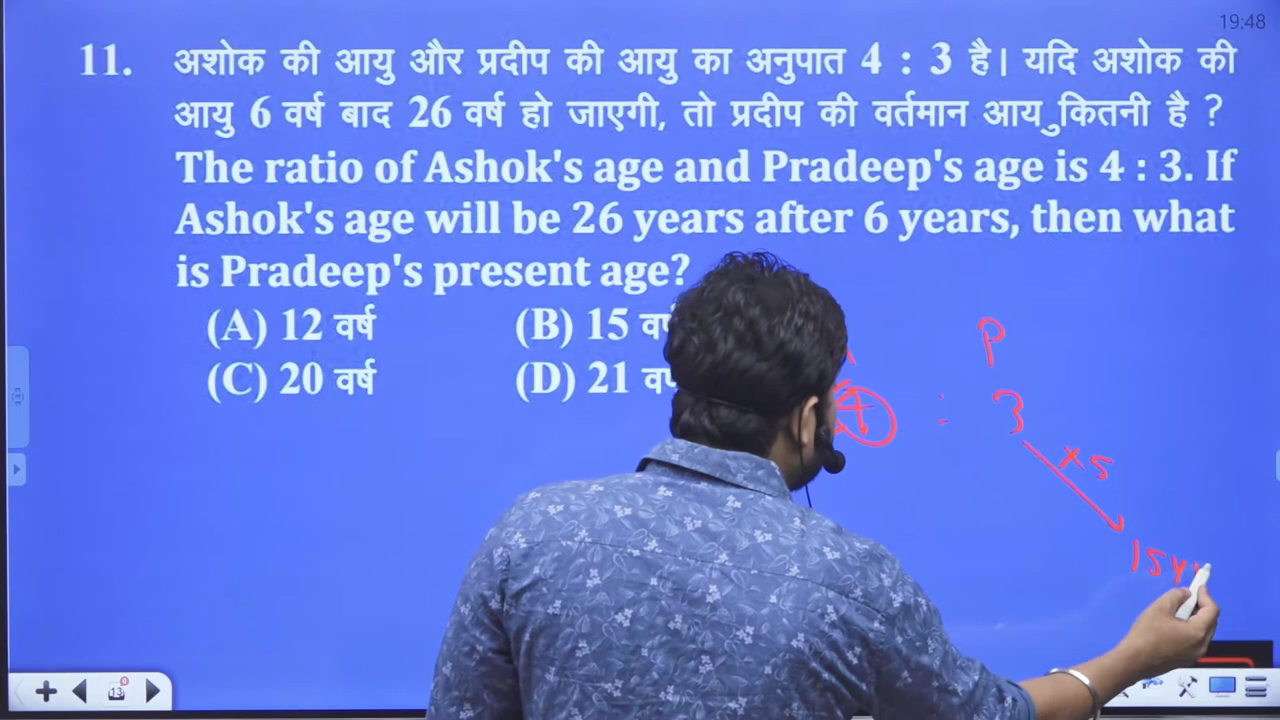 19:48
11. अशोक की आयु और प्रदीप की आयु का अनुपात 4 : 3 है। यदि अशोक की
आयु 6 वर्ष बाद 26 वर्ष हो जाएगी, तो प्रदीप की वर्तमान आयु कितनी है ?
The ratio of Ashok's age and Pradeep's age is 4 : 3. If
Ashok's age will be 26 years after 6 years, then what
is Pradeep's present age?
(A) 12 वर्ष (B) 15
(C) 20 वर्ष (D) 21
P
4 : 3
×5
15y
13